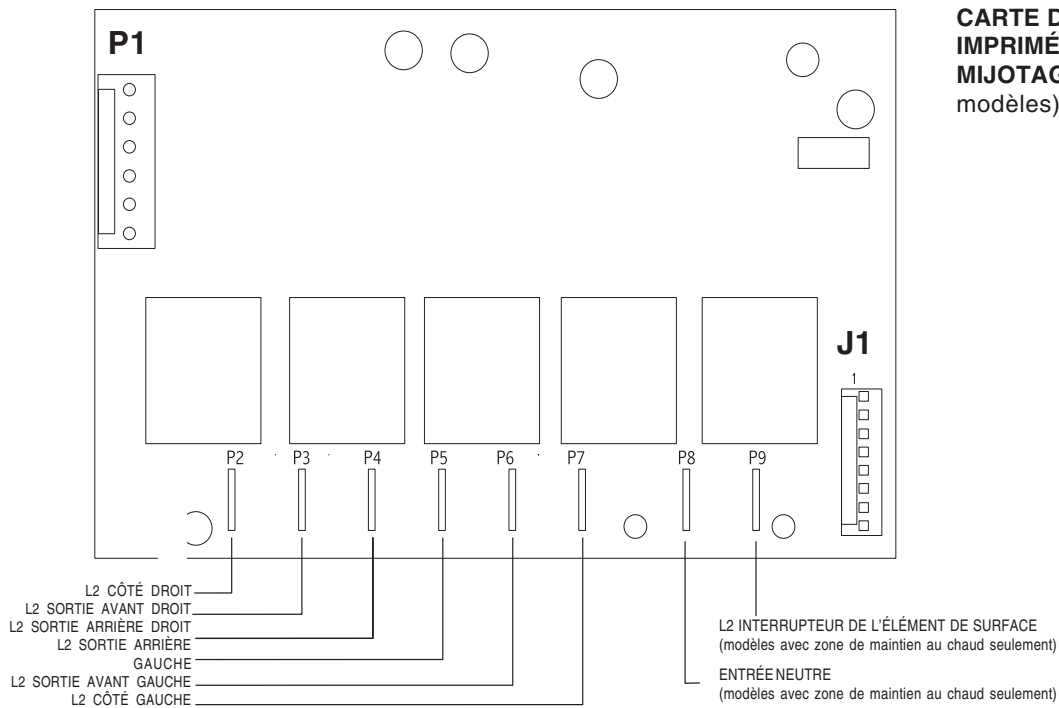 CARTE D
IMPRIMÉ
MIJOTAG
modèles)
P1
J1
1
P2
P3
P4
P5
P6
P7
P8
P9
L2 CÔTÉ DROIT
L2 SORTIE AVANT DROIT
L2 SORTIE ARRIÈRE DROIT
L2 SORTIE ARRIÈRE
GAUCHE
L2 SORTIE AVANT GAUCHE
L2 CÔTÉ GAUCHE
L2 INTERRUPTEUR DE L'ÉLÉMENT DE SURFACE
(modèles avec zone de maintien au chaud seulement)
ENTRÉE NEUTRE
(modèles avec zone de maintien au chaud seulement)